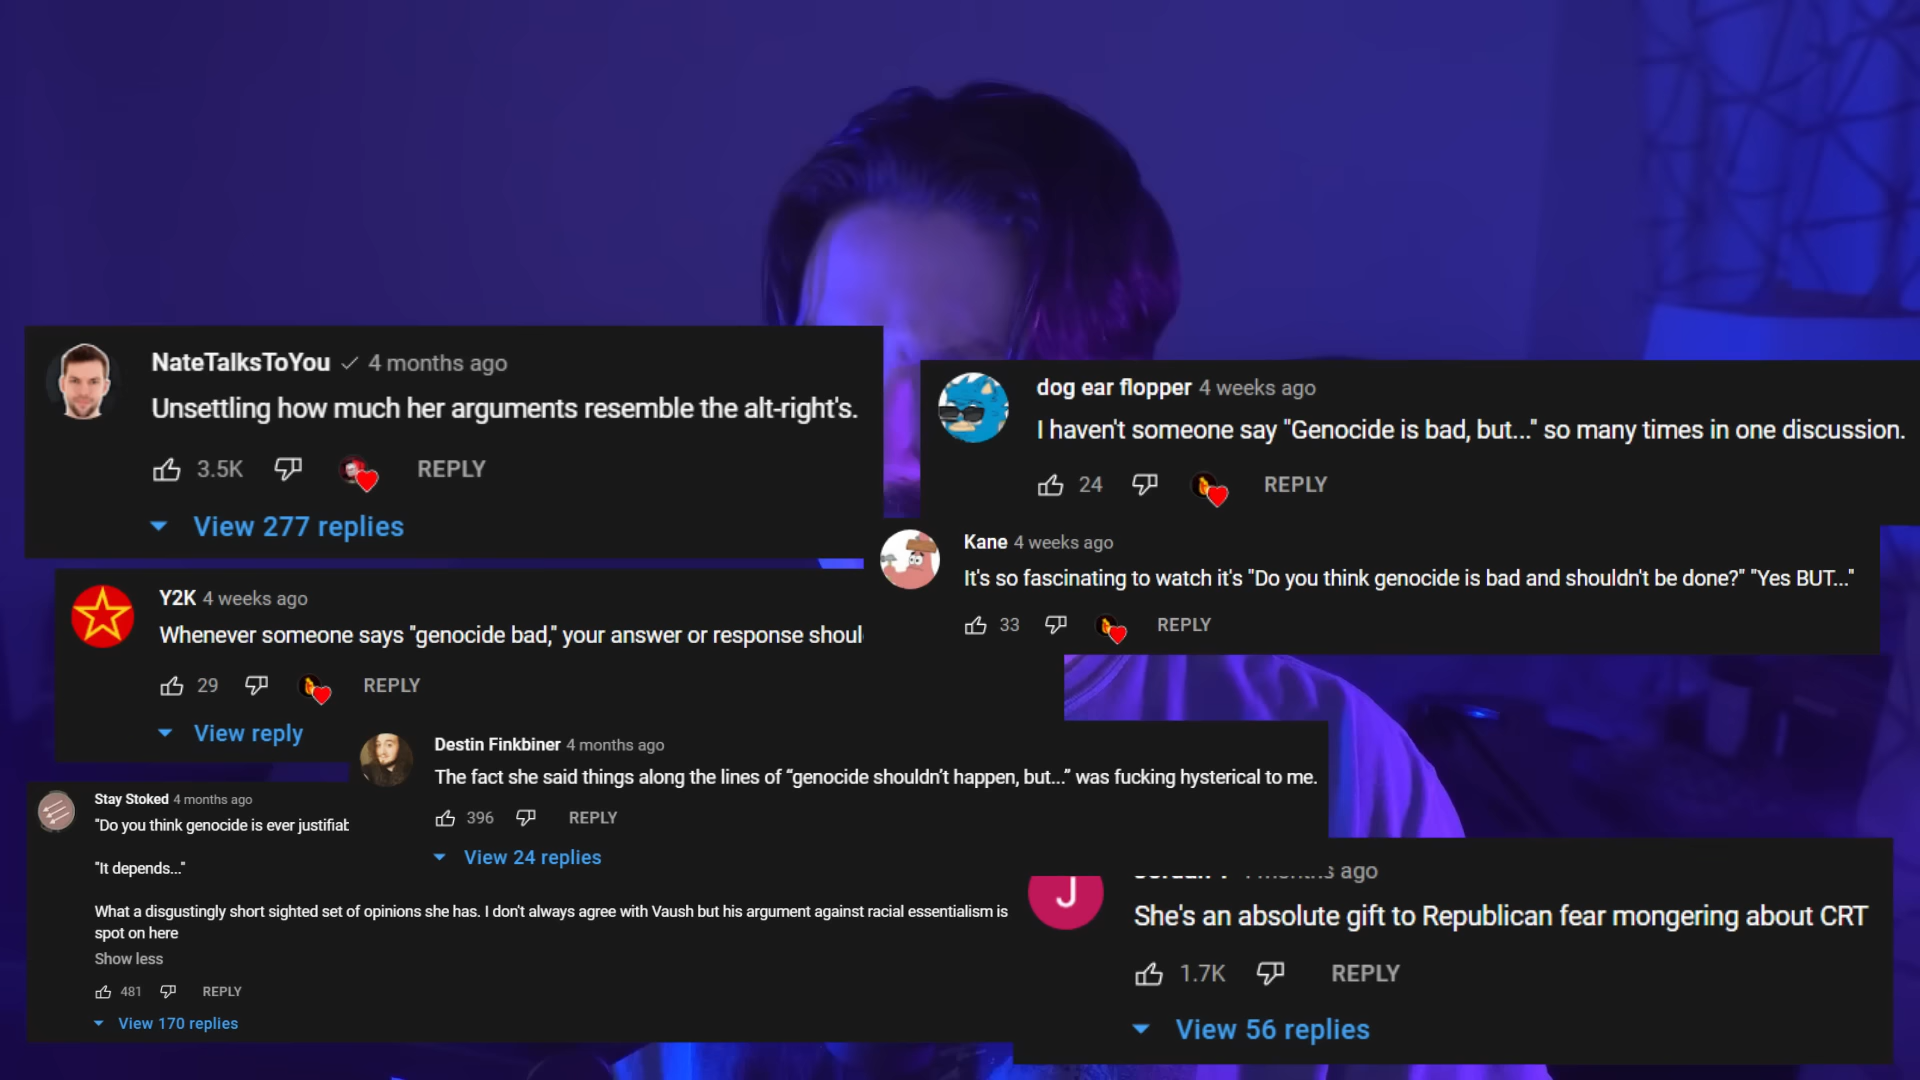 NateTalksToYou 4 months ago
Unsettling how much her arguments resemble the alt-right's.
3.5K REPLY
View 277 replies
dog ear flopper 4 weeks ago
I haven't someone say "Genocide is bad, but..." so many times in one discussion.
24 REPLY
Kane 4 weeks ago
It's so fascinating to watch it's "Do you think genocide is bad and shouldn't be done?" "Yes BUT..."
33 REPLY
Y2K 4 weeks ago
Whenever someone says "genocide bad," your answer or response shoul
29 REPLY
View reply
Destin Finkbiner 4 months ago
The fact she said things along the lines of “genocide shouldn’t happen, but...” was fucking hysterical to me.
396 REPLY
View 24 replies
Stay Stoked 4 months ago
"Do you think genocide is ever justifiab
"It depends..."
What a disgustingly short sighted set of opinions she has. I don't always agree with Vaush but his argument against racial essentialism is
spot on here
Show less
481 REPLY
View 170 replies
J
ago
She's an absolute gift to Republican fear mongering about CRT
1.7K REPLY
View 56 replies